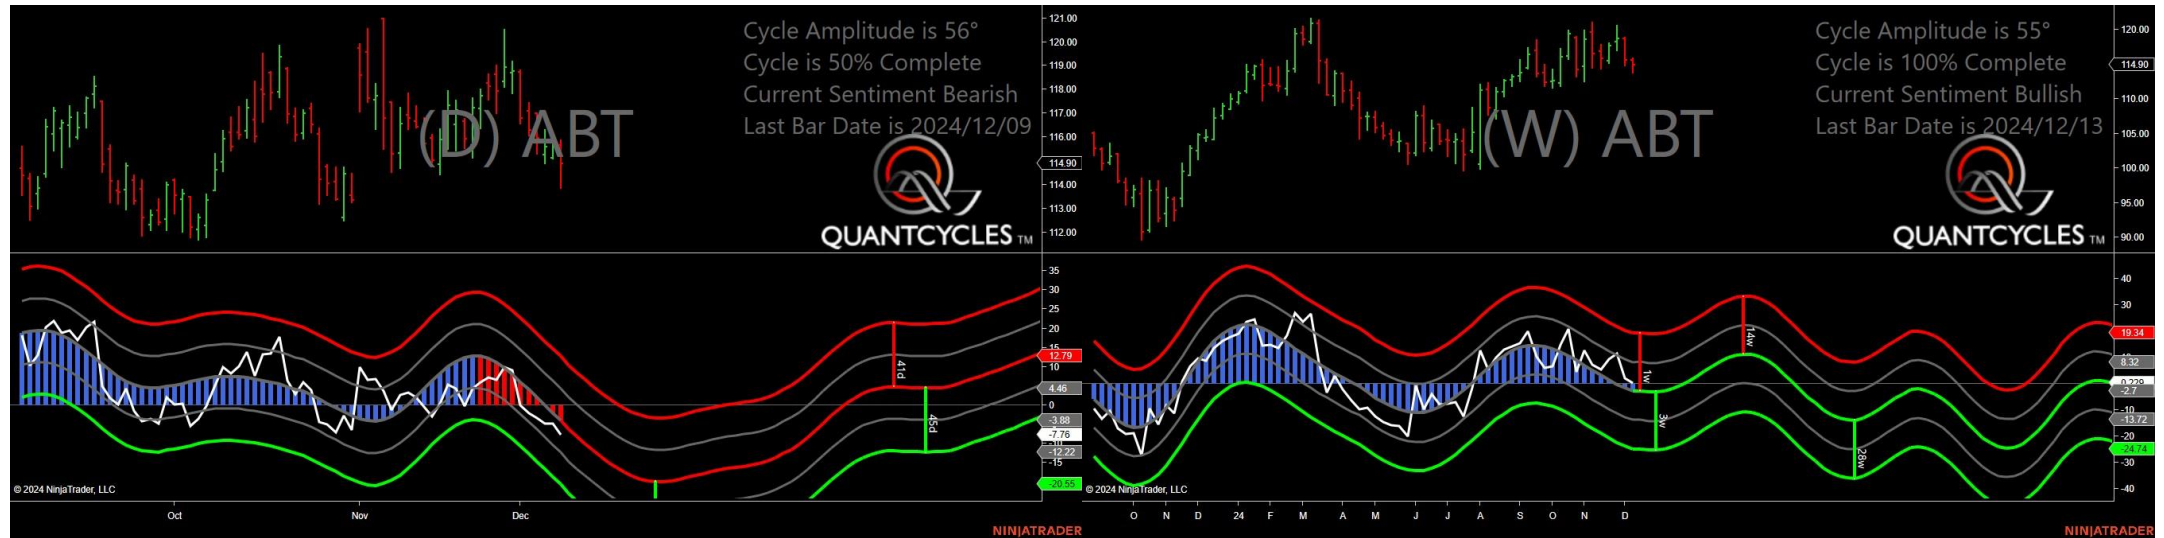 Cycle Amplitude is 56°
Cycle is 50% Complete
Current Sentiment Bearish
Last Bar Date is 2024/12/09
(D) ABT
QUANTCYCLES TM
121.00
120.00
119.00
118.00
117.00
116.00
114.90
114.00
113.00
112.00
35
30
25
20
15
12.79
10
4.46
0
-3.88
-7.76
-12.22
-15
-20.55
41d
45d
© 2024 NinjaTrader, LLC
Oct Nov Dec
NINJATRADER
Cycle Amplitude is 55°
Cycle is 100% Complete
Current Sentiment Bullish
Last Bar Date is 2024/12/13
(W) ABT
QUANTCYCLES TM
120.00
114.90
110.00
105.00
100.00
95.00
90.00
40
30
19.34
8.32
0.229
-2.7
-10
-13.72
-20
-24.74
-30
-40
1w
3w
14w
28w
© 2024 NinjaTrader, LLC
O N D 24 F M A M J J A S O N D
NINJATRADER